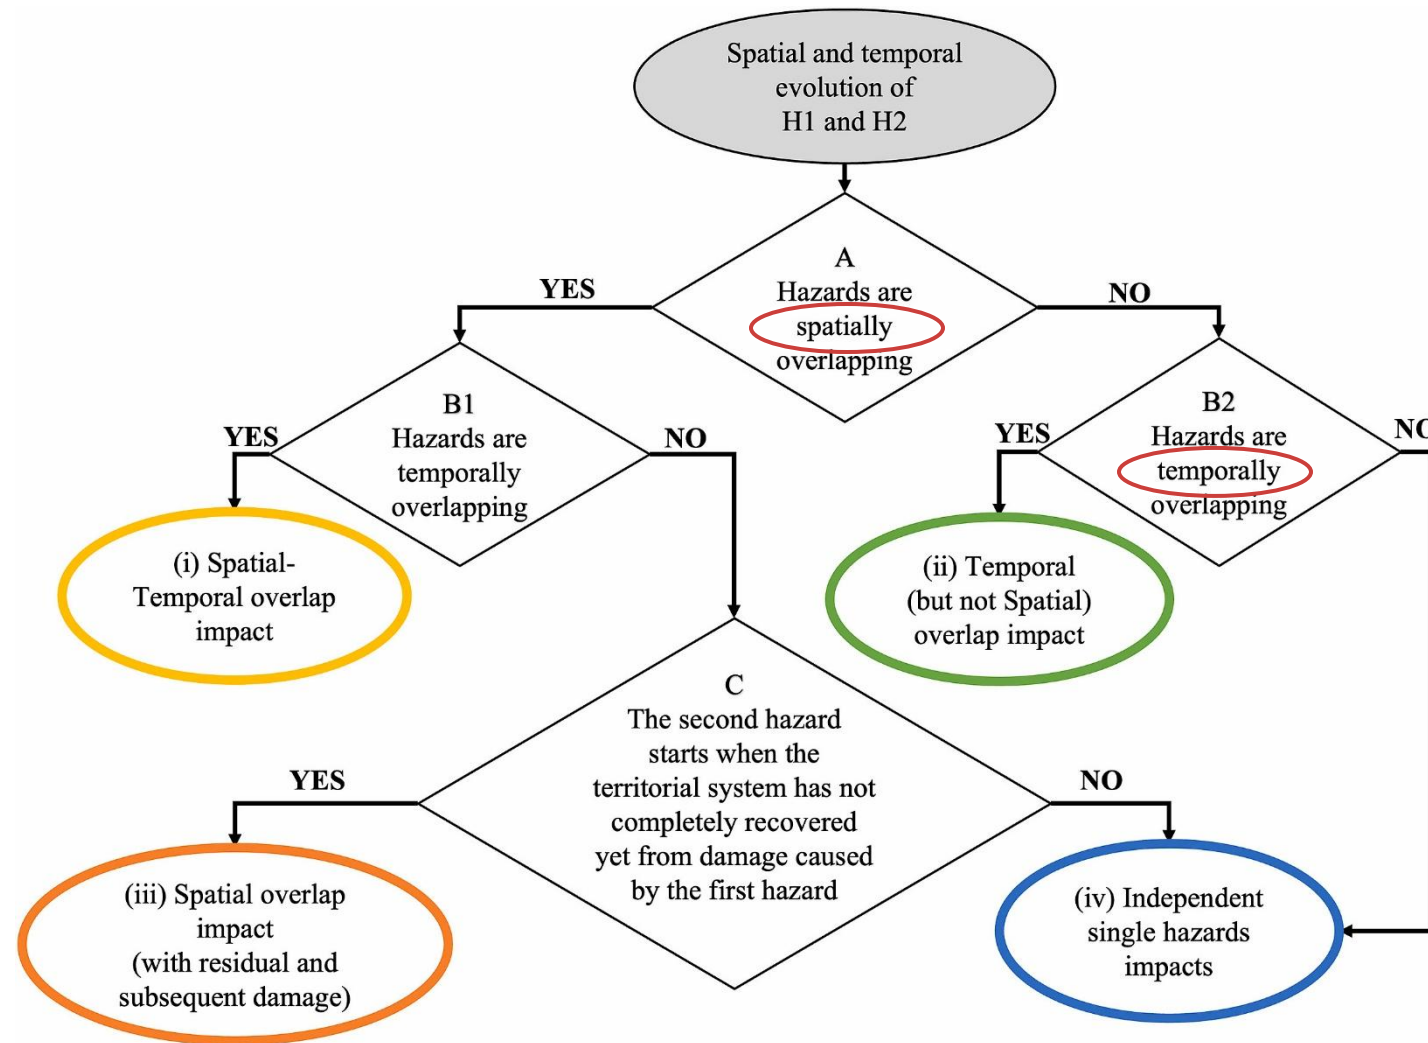 Spatial and temporal
evolution of
H1 and H2
A
Hazards are
spatially
overlapping
YES
NO
B1
Hazards are
temporally
overlapping
YES
NO
B2
Hazards are
temporally
overlapping
YES
NO
(i) Spatial-
Temporal overlap
impact
(ii) Temporal
(but not Spatial)
overlap impact
C
The second hazard
starts when the
territorial system has not
completely recovered
yet from damage caused
by the first hazard
YES
NO
(iii) Spatial overlap
impact
(with residual and
subsequent damage)
(iv) Independent
single hazards
impacts